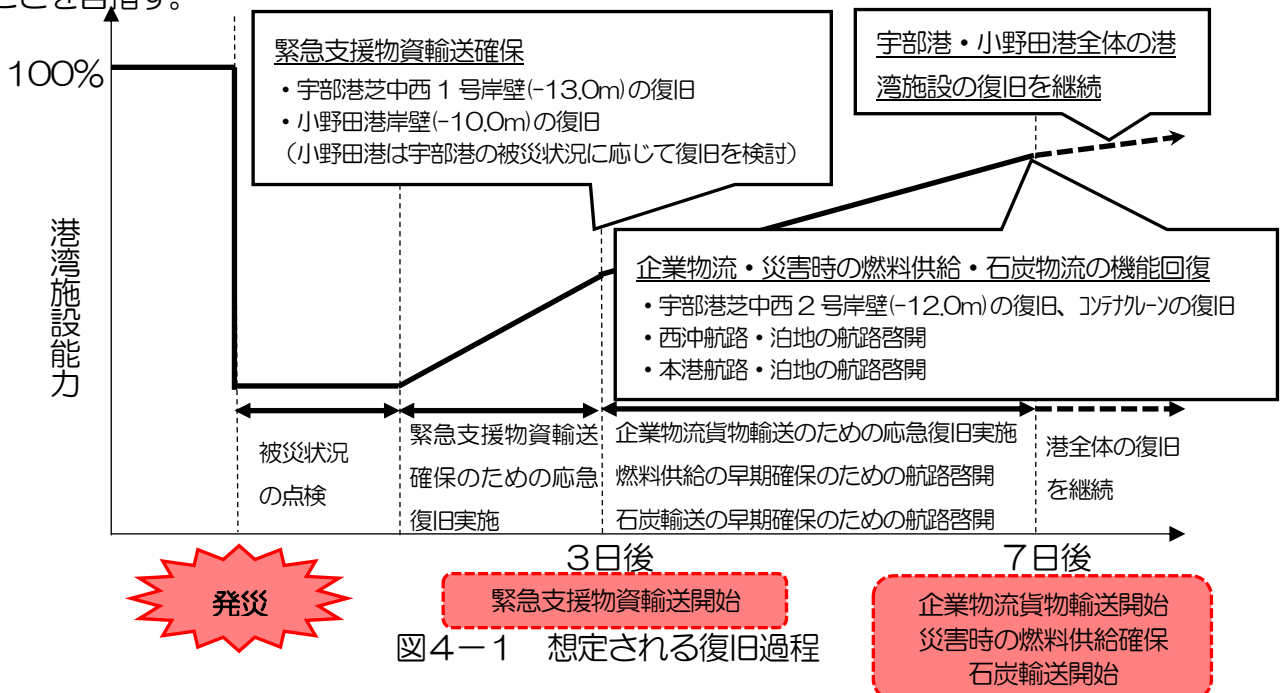 ことを目指す。
100%
港湾施設能力
緊急支援物資輸送確保
・宇部港芝中西1号岸壁(-13.0m)の復旧
・小野田港岸壁(-10.0m)の復旧
（小野田港は宇部港の被災状況に応じて復旧を検討）
宇部港・小野田港全体の港
湾施設の復旧を継続
企業物流・災害時の燃料供給・石炭物流の機能回復
・宇部港芝中西2号岸壁(-12.0m)の復旧、ｺﾝﾃﾅｸﾚｰﾝの復旧
・西沖航路・泊地の航路啓開
・本港航路・泊地の航路啓開
被災状況
の点検
緊急支援物資輸送
確保のための応急
復旧実施
企業物流貨物輸送のための応急復旧実施
燃料供給の早期確保のための航路啓開
石炭輸送の早期確保のための航路啓開
港全体の復旧
を継続
発災
3日後
緊急支援物資輸送開始
7日後
企業物流貨物輸送開始
災害時の燃料供給確保
石炭輸送開始
図4－1　想定される復旧過程